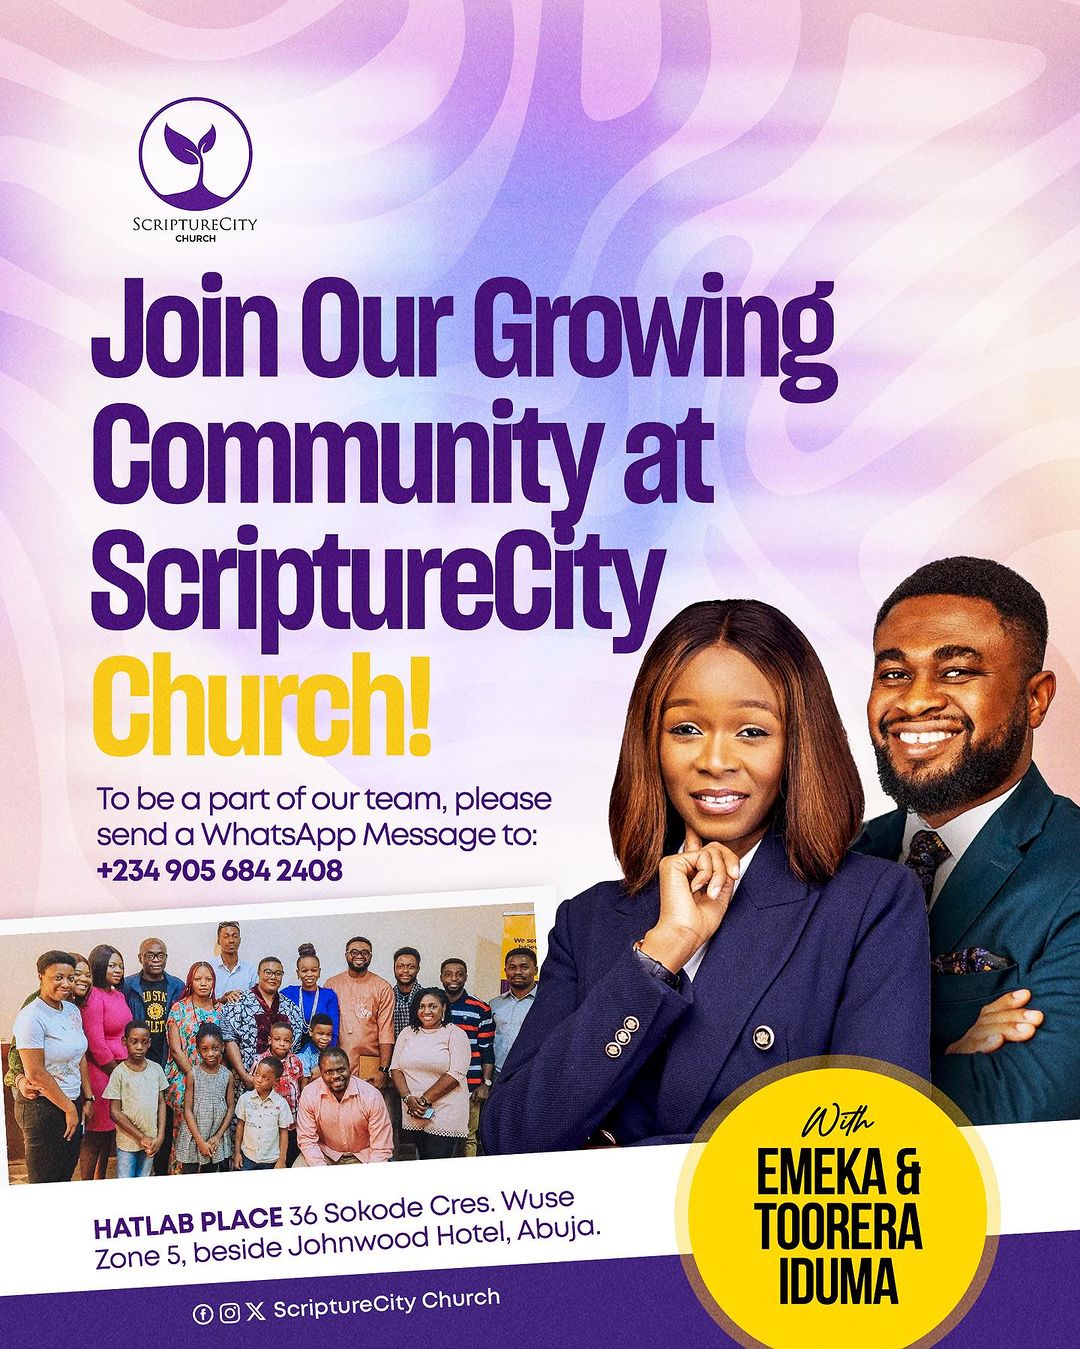 SCRIPTURECITY
CHURCH
Join Our Growing
Community at
ScriptureCity
Church!
To be a part of our team, please
send a WhatsApp Message to:
+234 905 684 2408
We see
HATLAB PLACE 36 Sokode Cres. Wuse
Zone 5, beside Johnwood Hotel, Abuja.
With
EMEKA &
TOORERA
IDUMA
ScriptureCity Church